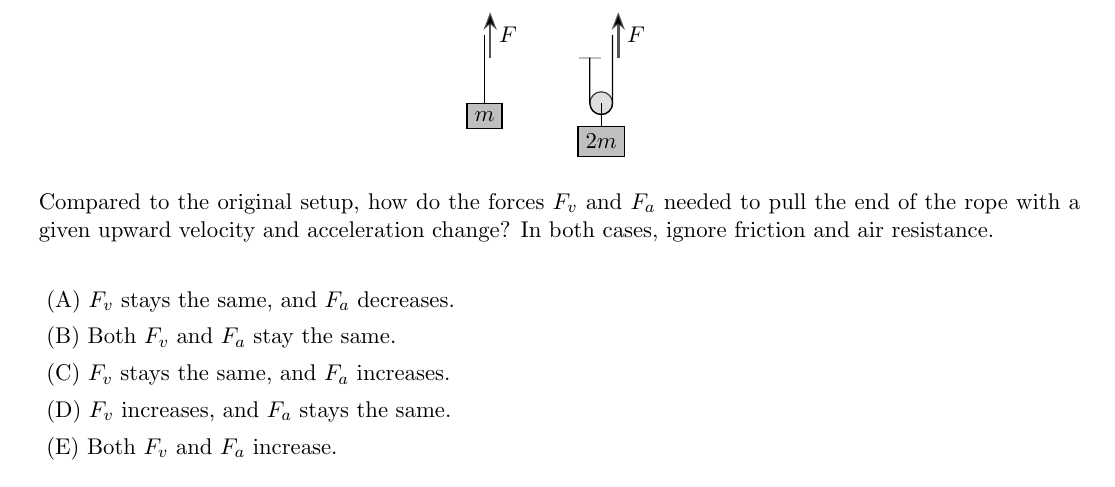 F F
m
2m
Compared to the original setup, how do the forces F_v and F_a needed to pull the end of the rope with a
given upward velocity and acceleration change? In both cases, ignore friction and air resistance.
(A) F_v stays the same, and F_a decreases.
(B) Both F_v and F_a stay the same.
(C) F_v stays the same, and F_a increases.
(D) F_v increases, and F_a stays the same.
(E) Both F_v and F_a increase.